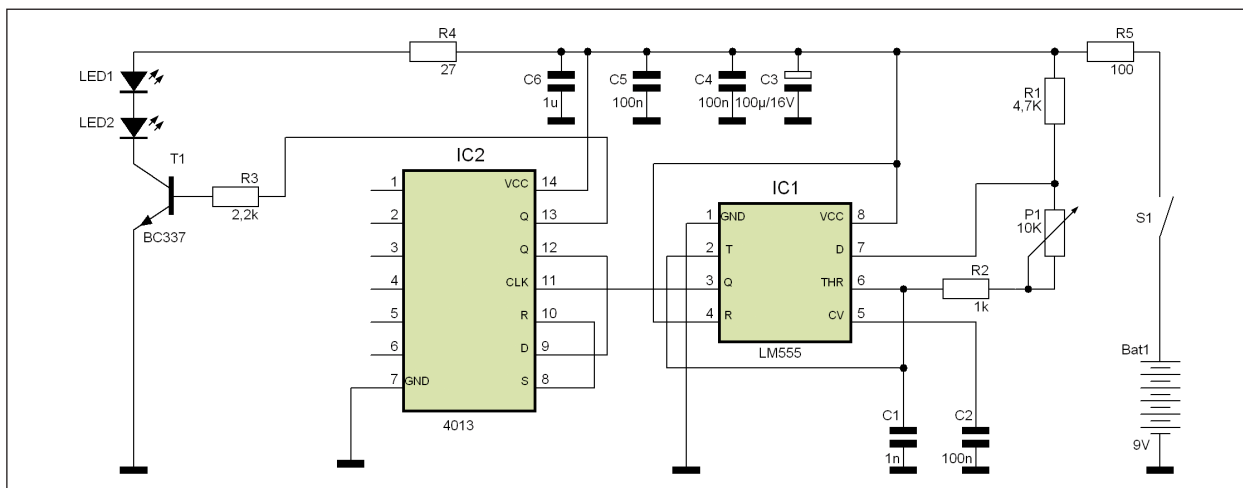 R4
27
R5
100
LED1
LED2
C6
1u
C5
100n
C4
100n
C3
100µ/16V
R1
4,7K
T1
BC337
R3
2,2k
IC2
1
2
3
4
5
6
7 GND
VCC 14
Q 13
Q 12
CLK 11
R 10
D 9
S 8
4013
IC1
1 GND
2 T
3 Q
4 R
VCC 8
D 7
THR 6
CV 5
LM555
P1
10K
R2
1k
S1
C1
1n
C2
100n
Bat1
9V